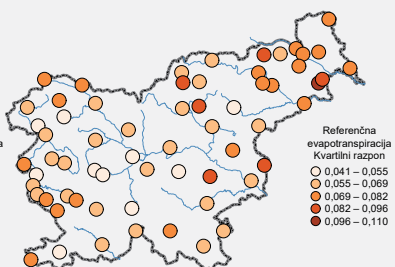 a
Referenčna
evapotranspiracija
Kvartilni razpon
0,041 – 0,055
0,055 – 0,069
0,069 – 0,082
0,082 – 0,096
0,096 – 0,110